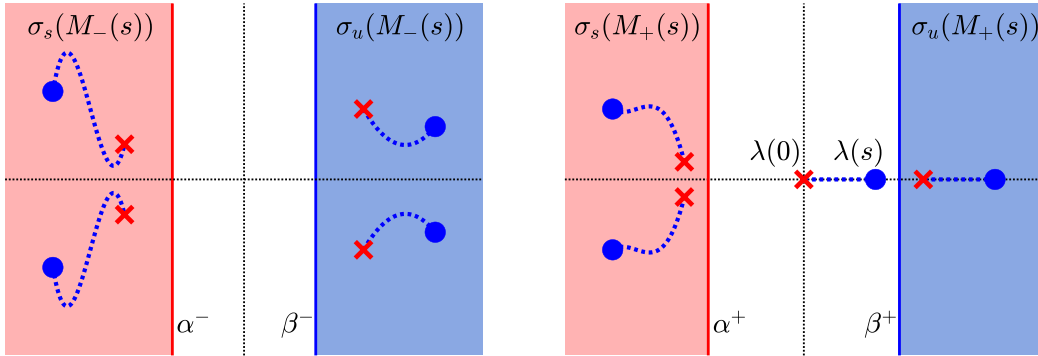 σ_s(M_−(s))
σ_u(M_−(s))
α^−
β^−
σ_s(M_+(s))
σ_u(M_+(s))
λ(0)
λ(s)
α^+
β^+